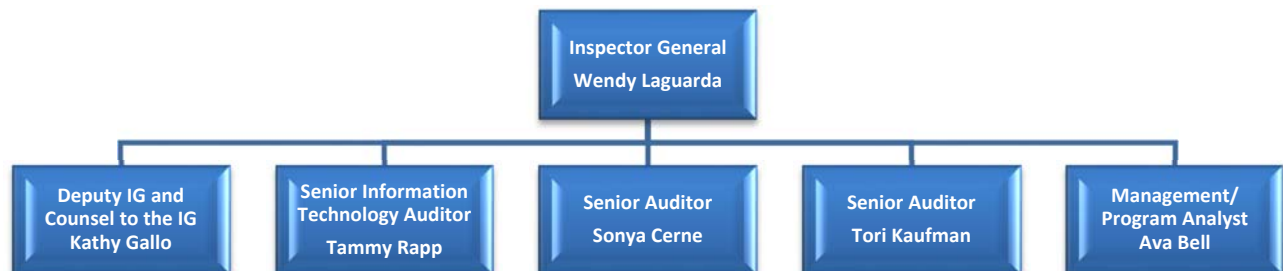 Inspector General
Wendy Laguarda
Deputy IG and
Counsel to the IG
Kathy Gallo
Senior Information
Technology Auditor
Tammy Rapp
Senior Auditor
Sonya Cerne
Senior Auditor
Tori Kaufman
Management/
Program Analyst
Ava Bell